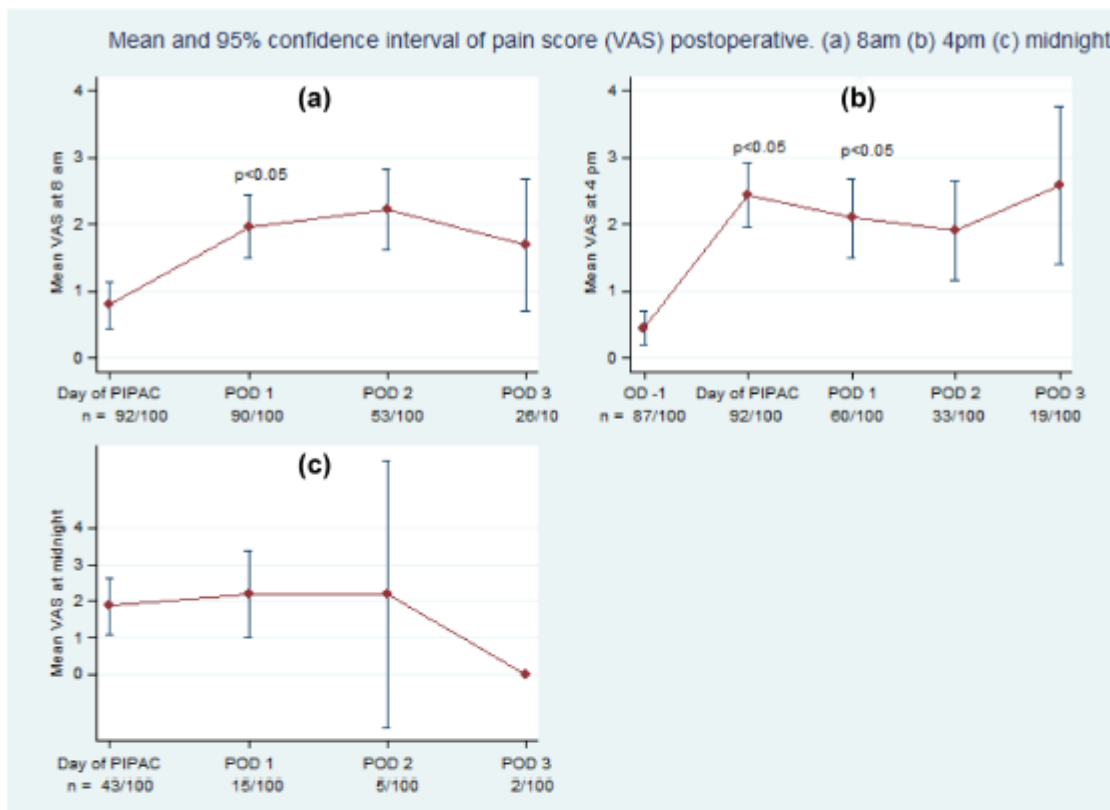 Mean and 95% confidence interval of pain score (VAS) postoperative. (a) 8am (b) 4pm (c) midnight
(a)
Mean VAS at 8 am
4
3
2
1
0
p<0.05
Day of PIPAC POD 1 POD 2 POD 3
n = 92/100 90/100 53/100 26/10
(b)
Mean VAS at 4 pm
4
3
2
1
0
p<0.05 p<0.05
OD -1 Day of PIPAC POD 1 POD 2 POD 3
n = 87/100 92/100 60/100 33/100 19/100
(c)
Mean VAS at midnight
4
3
2
1
0
Day of PIPAC POD 1 POD 2 POD 3
n = 43/100 15/100 5/100 2/100